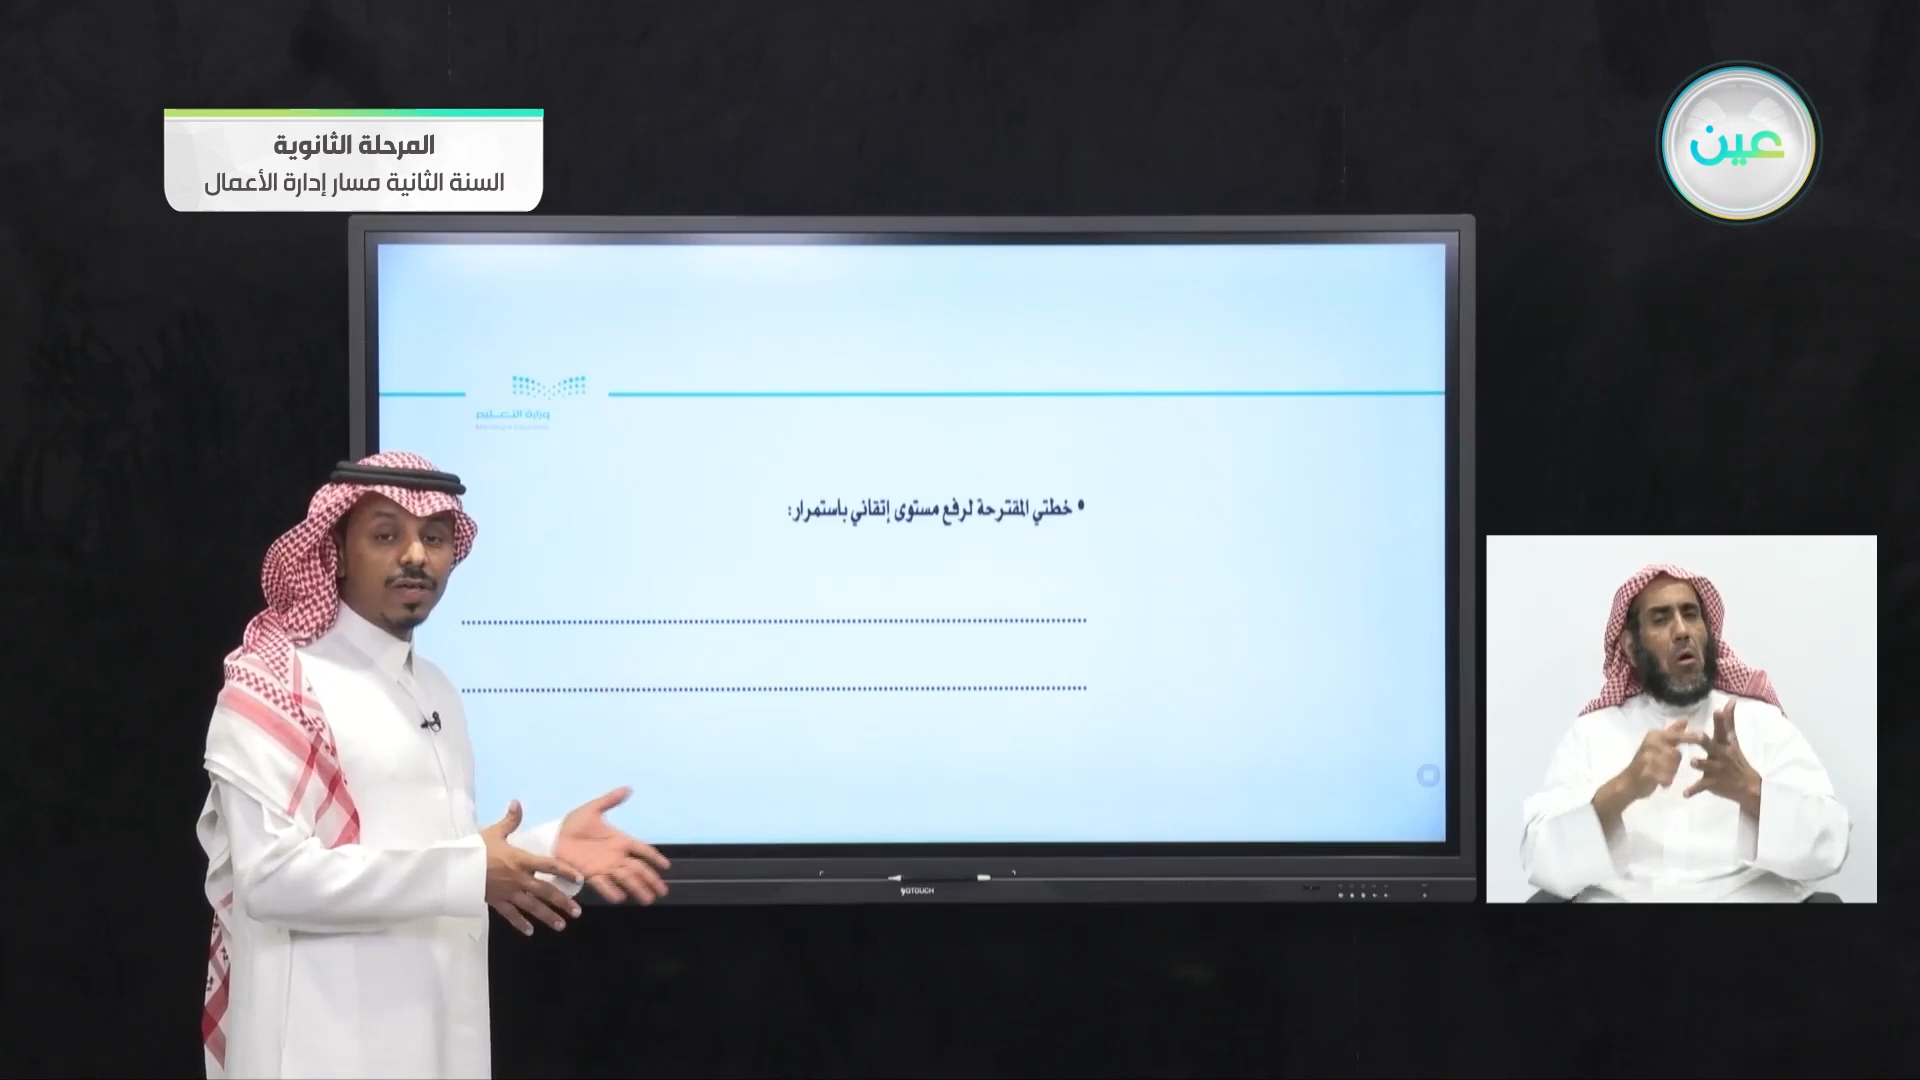 المرحلة الثانوية
السنة الثانية مسار إدارة الأعمال
عين
وزارة التعليم
• خطتي المقترحة لرفع مستوى إتقاني باستمرار: